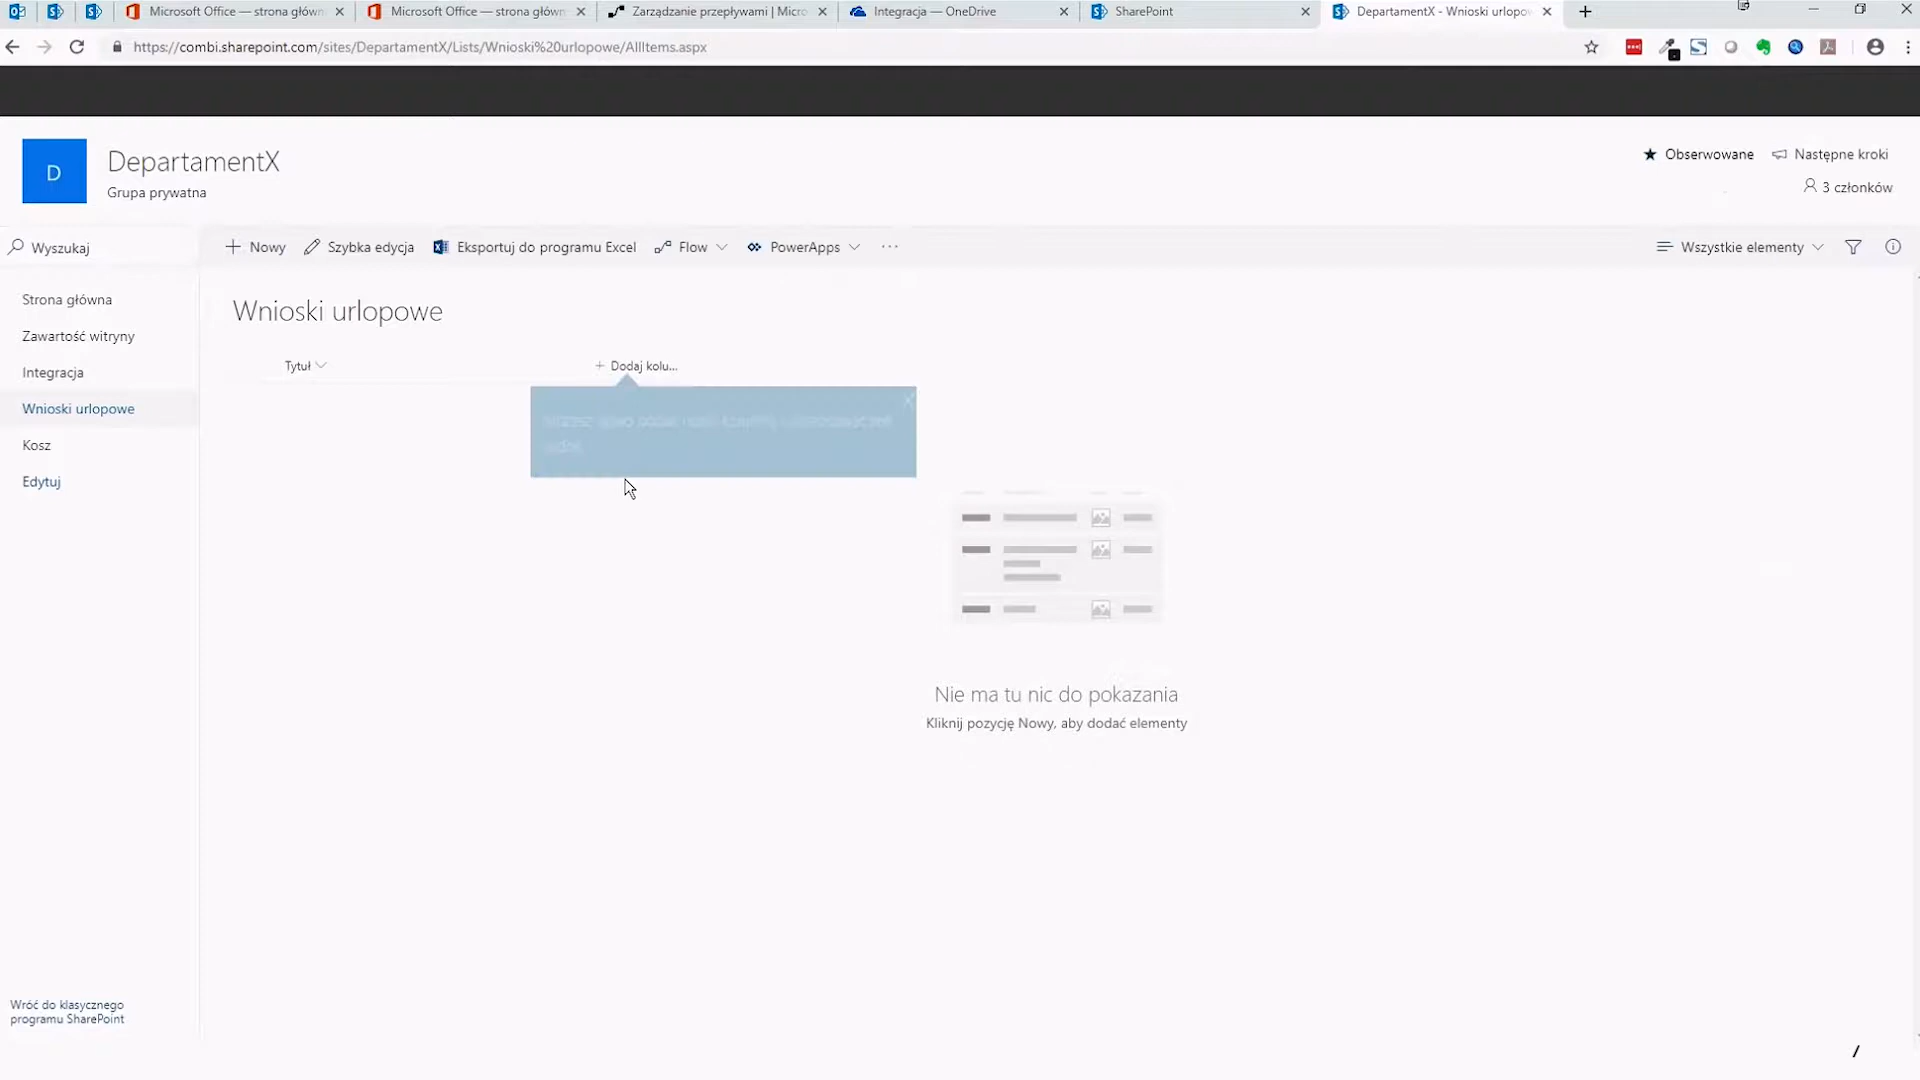 Microsoft Office — strona główn
Microsoft Office — strona główn
Zarządzanie przepływami | Micro
Integracja — OneDrive
SharePoint
DepartamentX - Wnioski urlopow
https://combi.sharepoint.com/sites/DepartamentX/Lists/Wnioski%20urlopowe/AllItems.aspx
D
DepartamentX
Grupa prywatna
Obserwowane
Następne kroki
3 członków
Wyszukaj
Nowy
Szybka edycja
Eksportuj do programu Excel
Flow
PowerApps
Wszystkie elementy
Strona główna
Zawartość witryny
Integracja
Wnioski urlopowe
Kosz
Edytuj
Wnioski urlopowe
Tytuł
+ Dodaj kolu...
Nie ma tu nic do pokazania
Kliknij pozycję Nowy, aby dodać elementy
Wróć do klasycznego
programu SharePoint
/